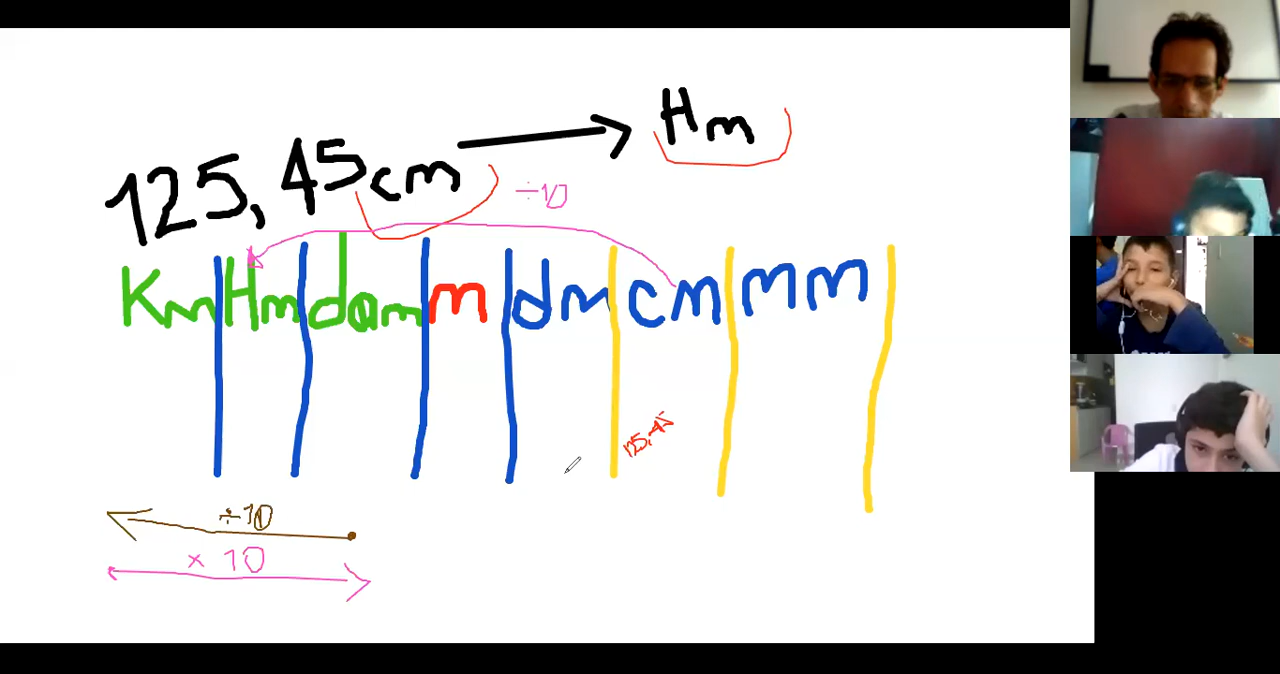 125,45cm → Hm
÷10
Km Hm dam m dm cm mm
125,45
÷10
x 10